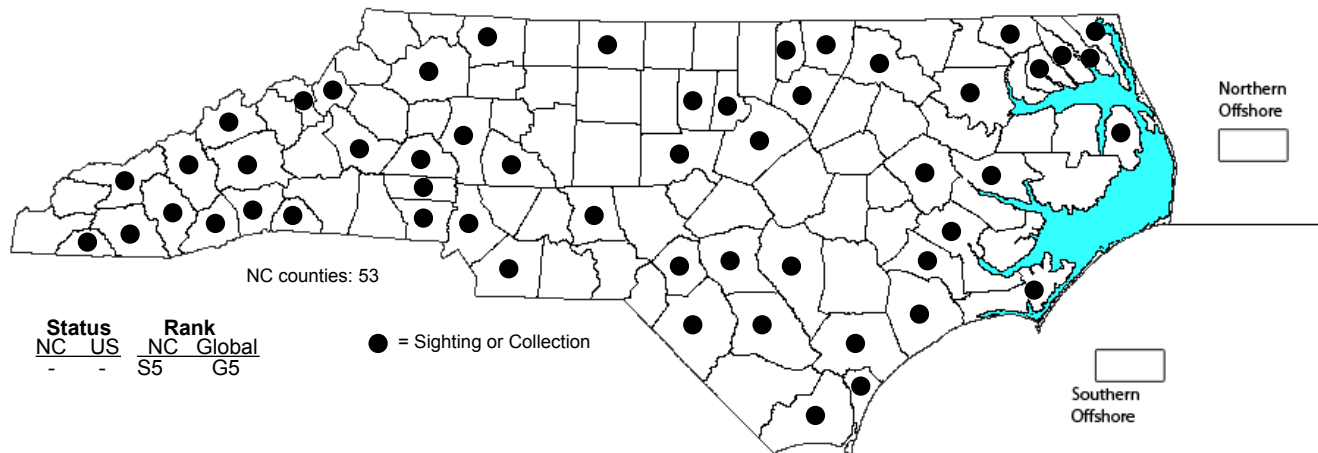 Northern
Offshore
NC counties: 53
Status Rank
NC US NC Global
- - S5 G5
= Sighting or Collection
Southern
Offshore